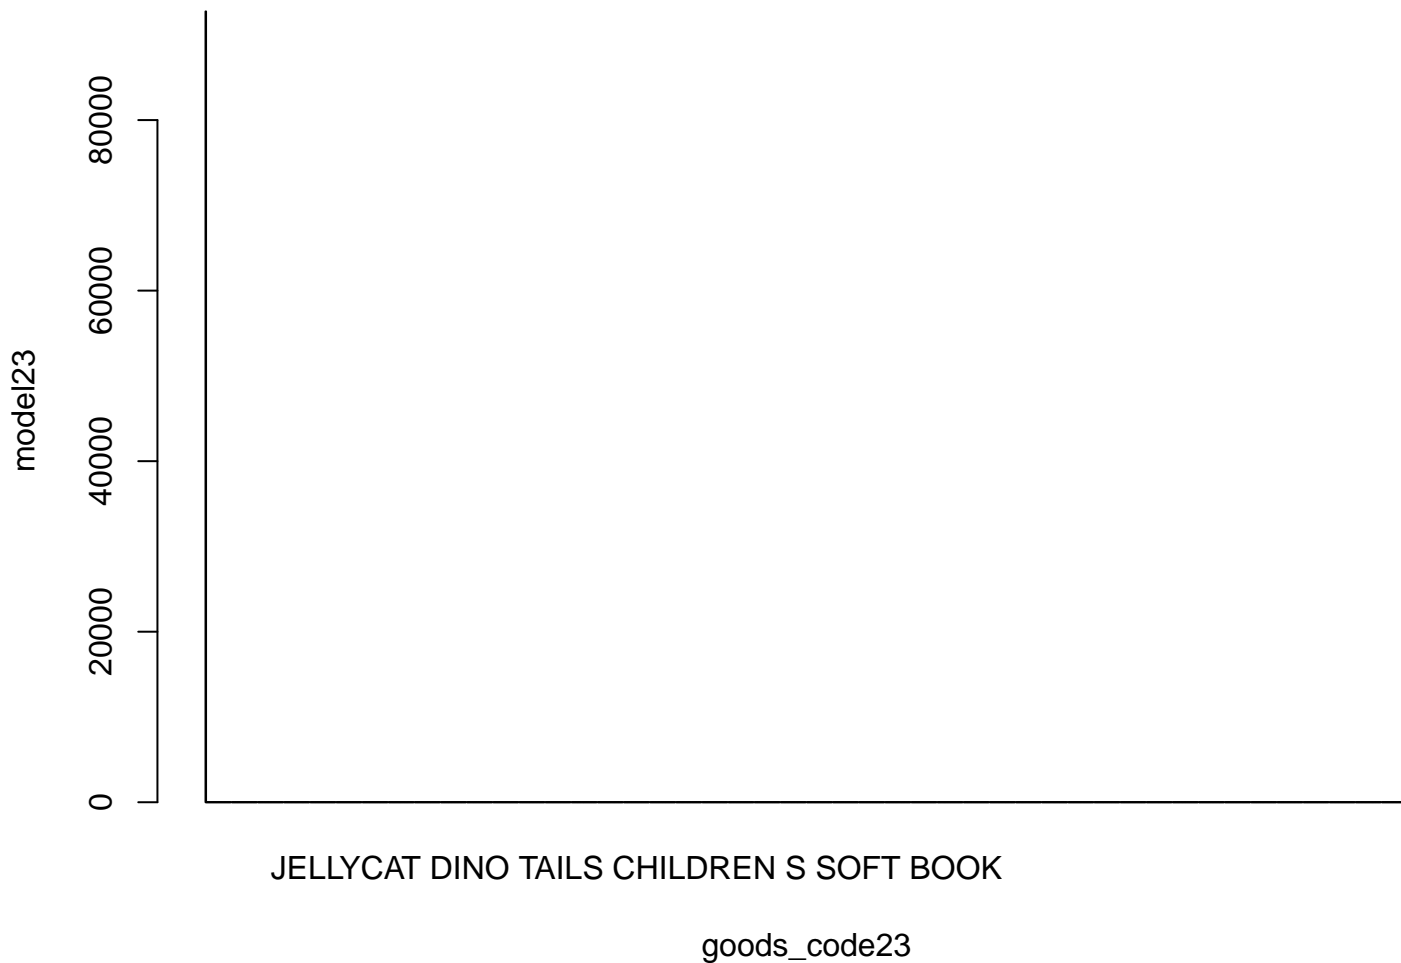 80000
60000
40000
20000
0
model23
JELLYCAT DINO TAILS CHILDREN S SOFT BOOK
goods_code23